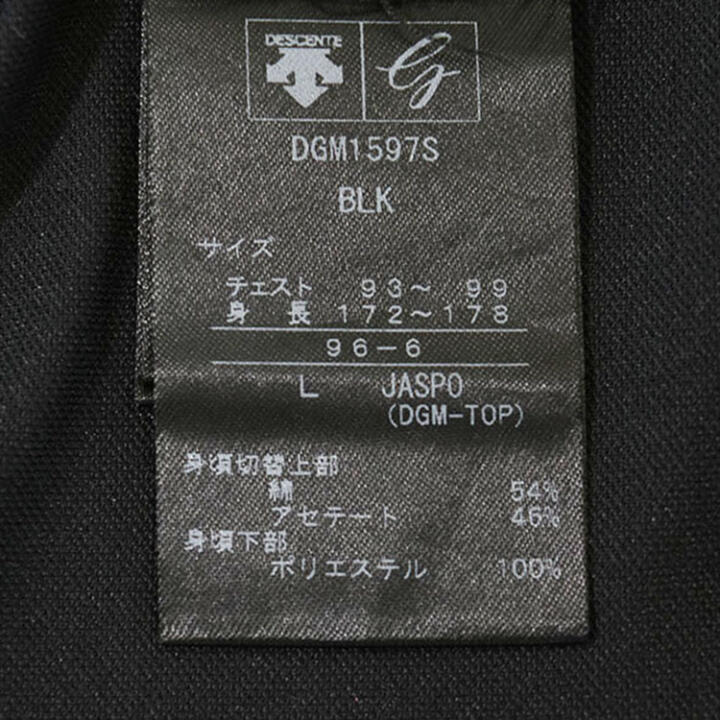 DESCENTE G
DGM1597S
BLK
サイズ
チェスト 93～ 99
身 長 172～178
96-6
L JASPO
(DGM-TOP)
身頃切替上部
綿 54%
アセテート 46%
身頃下部
ポリエステル 100%